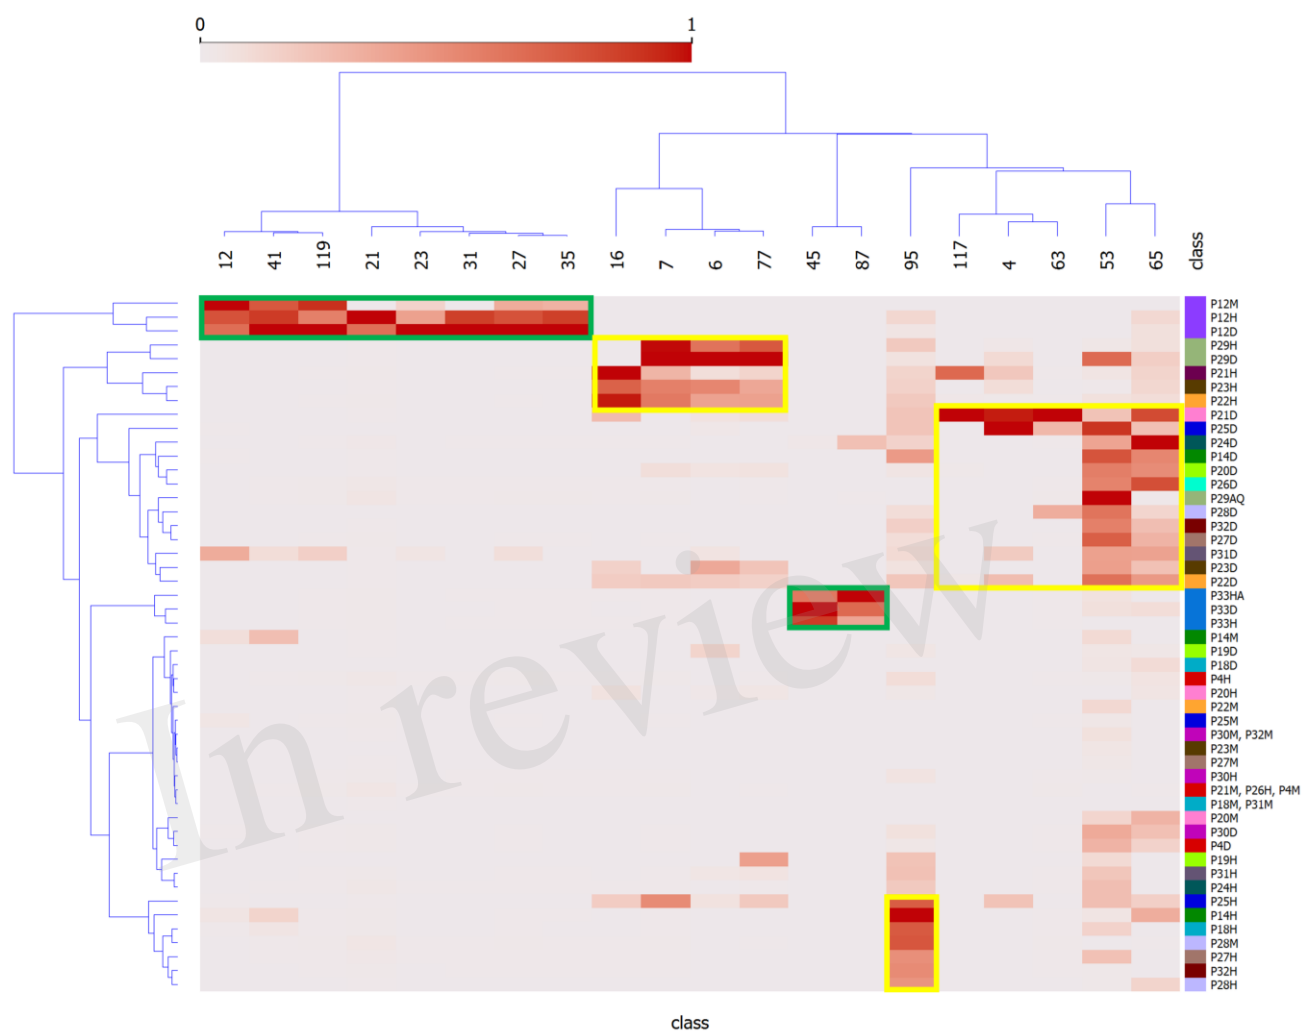 0 1
12 41 119 21 23 31 27 35 16 7 6 77 45 87 95 117 4 63 53 65 class
P12M
P12H
P12D
P29H
P29D
P21H
P23H
P22H
P21D
P25D
P24D
P14D
P20D
P26D
P29AQ
P28D
P32D
P27D
P31D
P23D
P22D
P33HA
P33D
P33H
P14M
P19D
P18D
P4H
P20H
P22M
P25M
P30M, P32M
P23M
P27M
P30H
P21M, P26H, P4M
P18M, P31M
P20M
P30D
P4D
P19H
P31H
P24H
P25H
P14H
P18H
P28M
P27H
P32H
P28H
In review
class